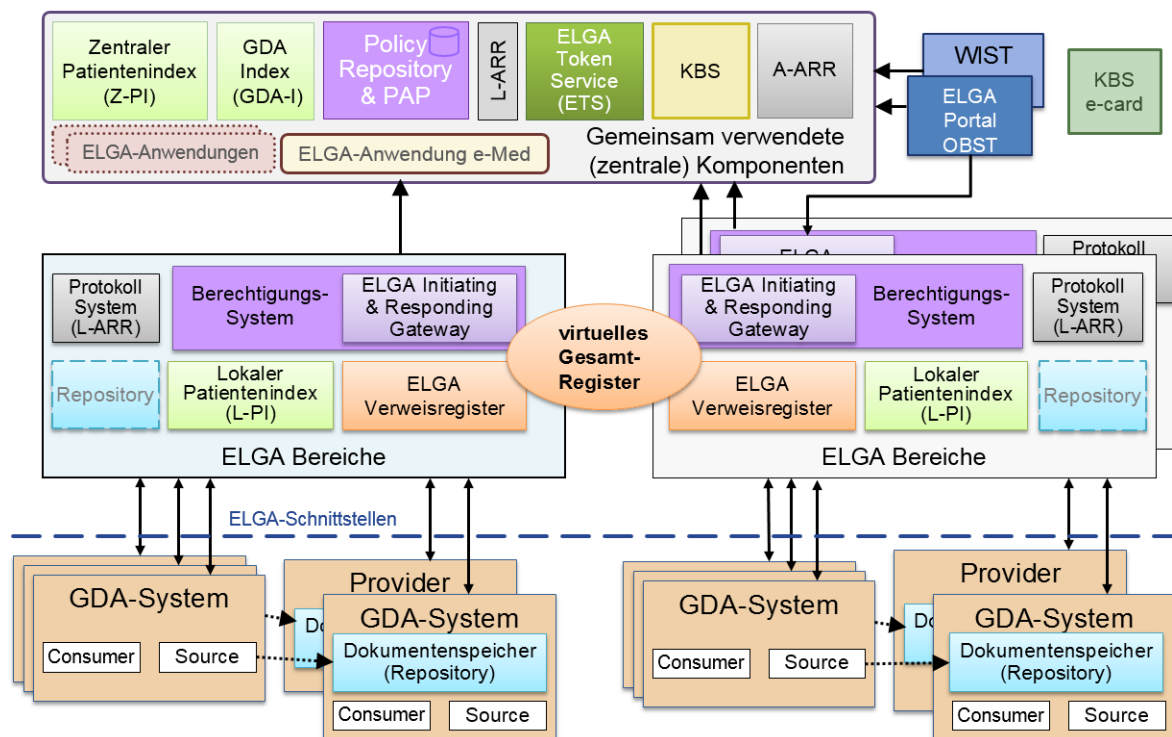 Zentraler
Patientenindex
(Z-PI)
GDA
Index
(GDA-I)
Policy
Repository
& PAP
L-ARR
ELGA
Token
Service
(ETS)
KBS
A-ARR
WIST
ELGA
Portal
OBST
KBS
e-card
ELGA-Anwendungen
ELGA-Anwendung e-Med
Gemeinsam verwendete
(zentrale) Komponenten
Protokoll
System
(L-ARR)
Berechtigungs-
System
ELGA Initiating
& Responding
Gateway
Repository
Lokaler
Patientenindex
(L-PI)
ELGA
Verweisregister
ELGA Bereiche
virtuelles
Gesamt-
Register
ELGA
Protokoll
ELGA Initiating
& Responding
Gateway
Berechtigungs-
System
Protokoll
System
(L-ARR)
ELGA
Verweisregister
Lokaler
Patientenindex
(L-PI)
Repository
ELGA Bereiche
ELGA-Schnittstellen
GDA-System
Consumer
Source
Provider
Do
GDA-System
Dokumentenspeicher
(Repository)
Consumer
Source
GDA-System
Consumer
Source
Provider
D
GDA-System
Dokumentenspeicher
(Repository)
Consumer
Source